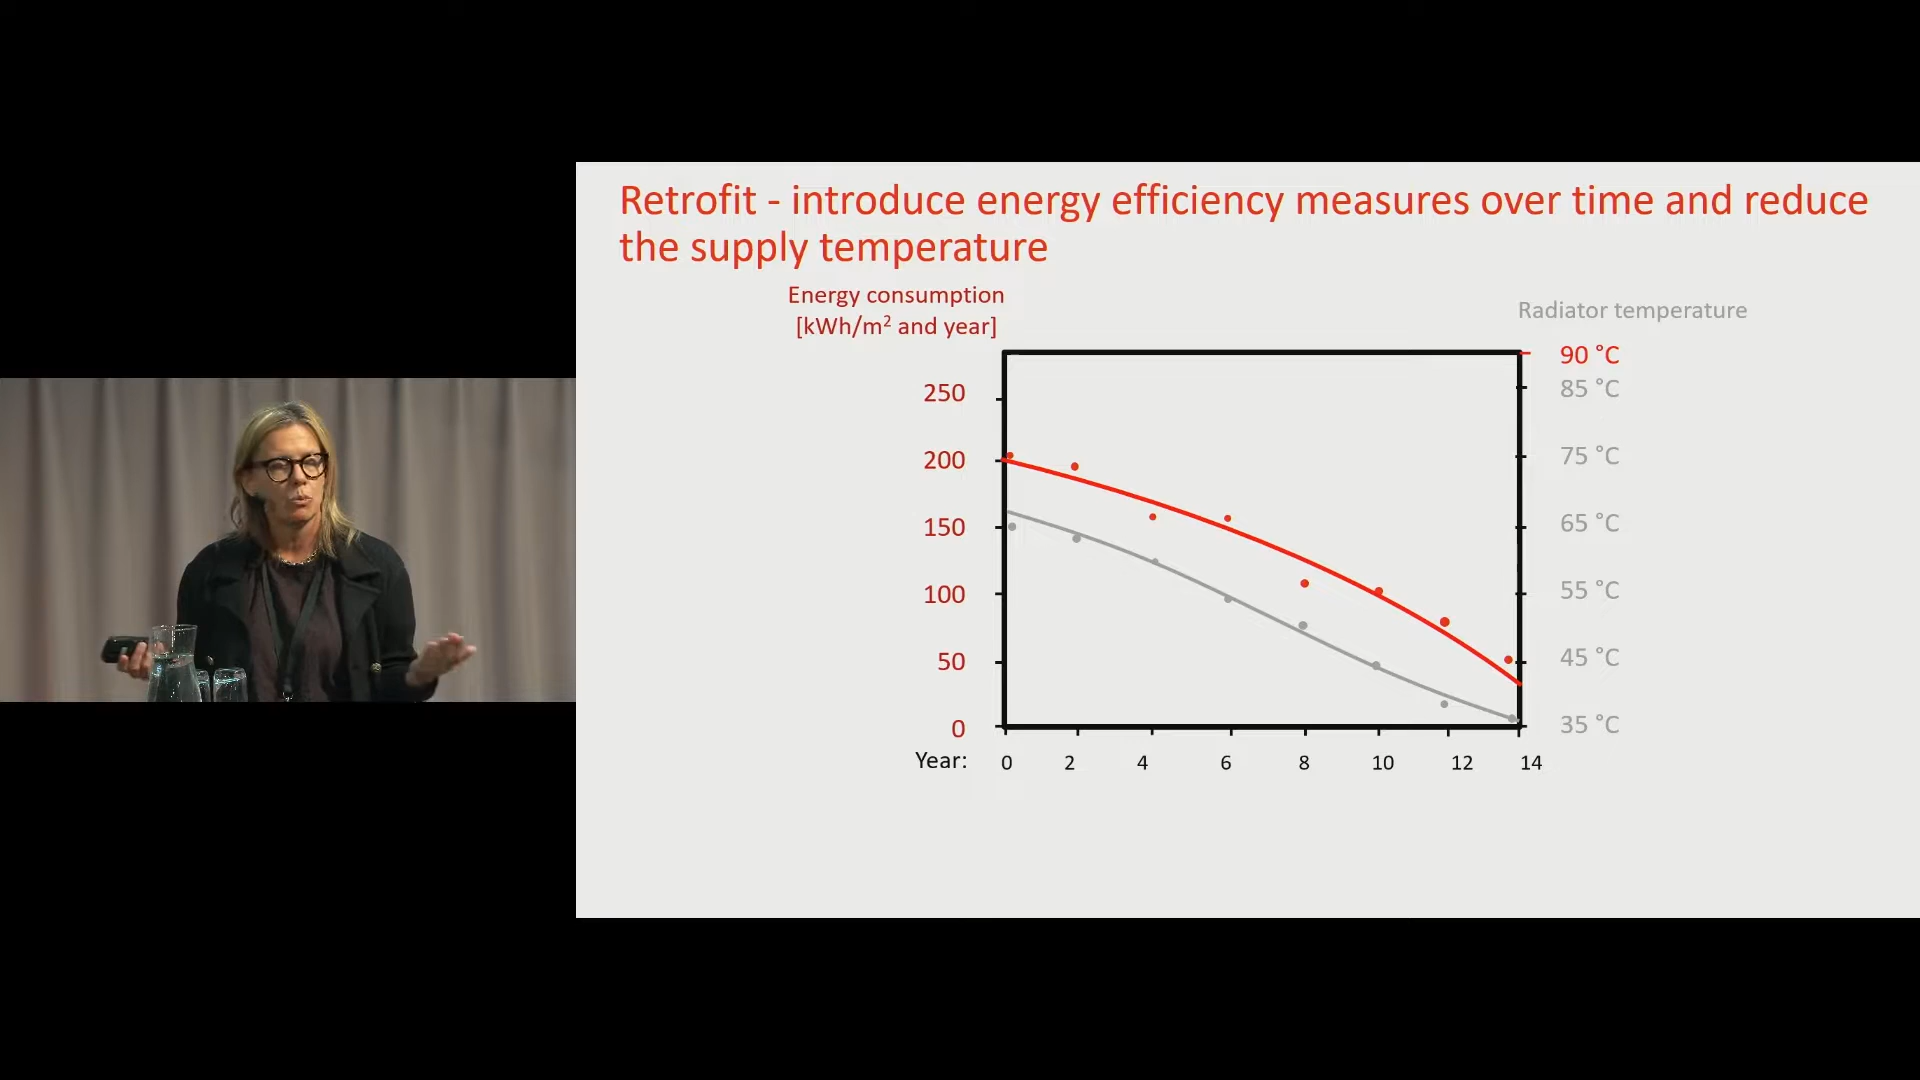 Retrofit - introduce energy efficiency measures over time and reduce
the supply temperature
Energy consumption
[kWh/m² and year]
Radiator temperature
90 °C
85 °C
250
200
75 °C
150
65 °C
100
55 °C
50
45 °C
0
35 °C
Year: 0 2 4 6 8 10 12 14